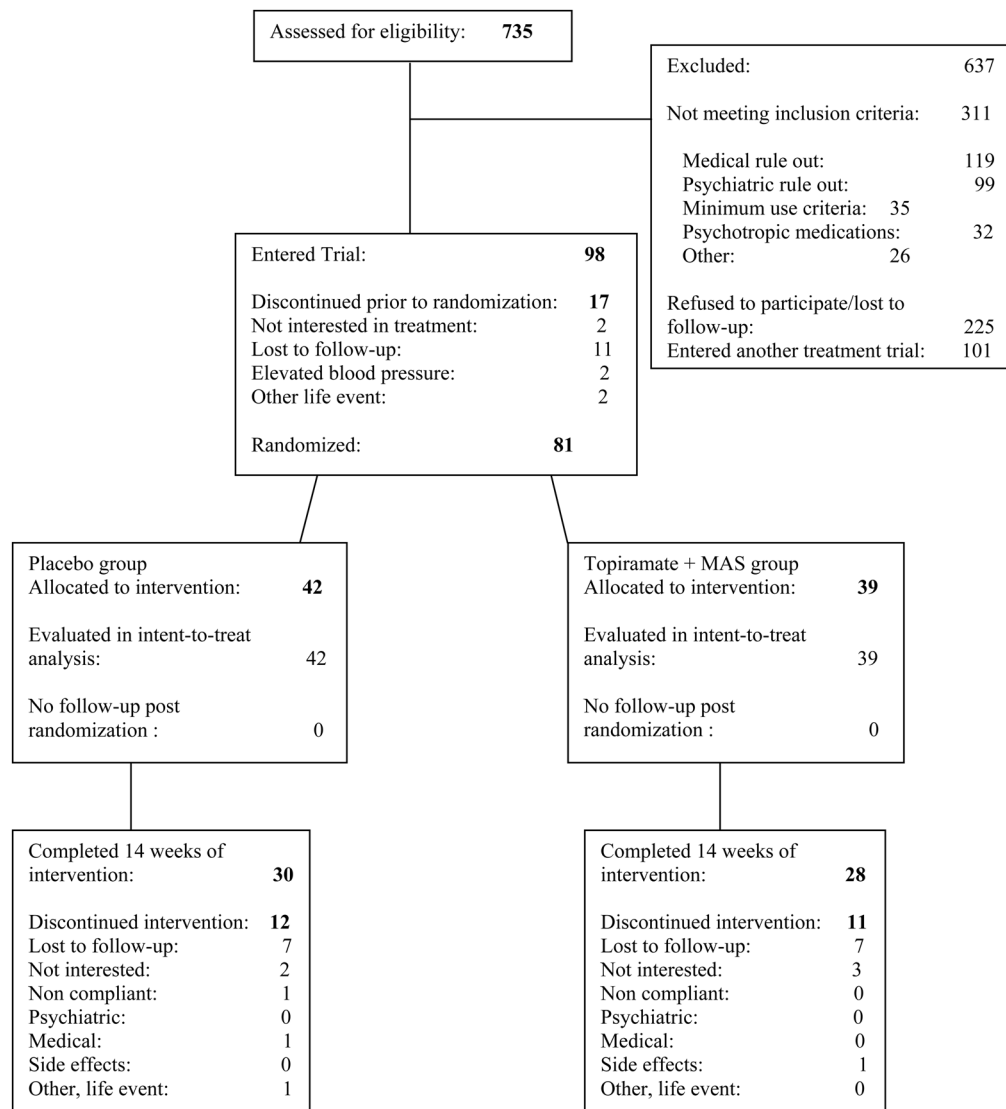 Assessed for eligibility: 735
Excluded: 637
Not meeting inclusion criteria: 311
Medical rule out: 119
Psychiatric rule out: 99
Minimum use criteria: 35
Psychotropic medications: 32
Other: 26
Refused to participate/lost to
follow-up: 225
Entered another treatment trial: 101
Entered Trial: 98
Discontinued prior to randomization: 17
Not interested in treatment: 2
Lost to follow-up: 11
Elevated blood pressure: 2
Other life event: 2
Randomized: 81
Placebo group
Allocated to intervention: 42
Evaluated in intent-to-treat
analysis: 42
No follow-up post
randomization : 0
Topiramate + MAS group
Allocated to intervention: 39
Evaluated in intent-to-treat
analysis: 39
No follow-up post
randomization : 0
Completed 14 weeks of
intervention: 30
Discontinued intervention: 12
Lost to follow-up: 7
Not interested: 2
Non compliant: 1
Psychiatric: 0
Medical: 1
Side effects: 0
Other, life event: 1
Completed 14 weeks of
intervention: 28
Discontinued intervention: 11
Lost to follow-up: 7
Not interested: 3
Non compliant: 0
Psychiatric: 0
Medical: 0
Side effects: 1
Other, life event: 0